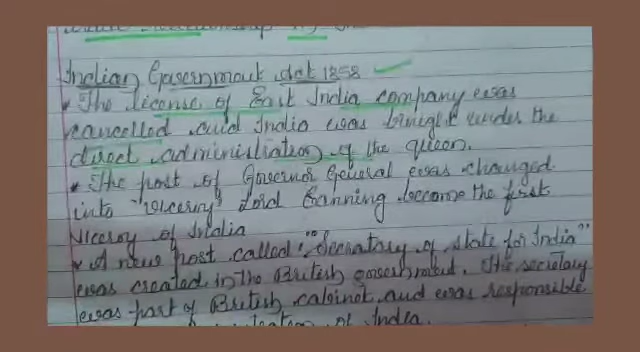 Indian Government Act 1858
• The license of East India company was
cancelled and India was brought under the
direct administration of the queen.
• The post of Governor General was changed
into "viceroy" Lord Canning become the first
Viceroy of India
• A new post called "Secratary of state for India"
was created in the British government. The secretary
was part of British cabinet and was responsible
of India.